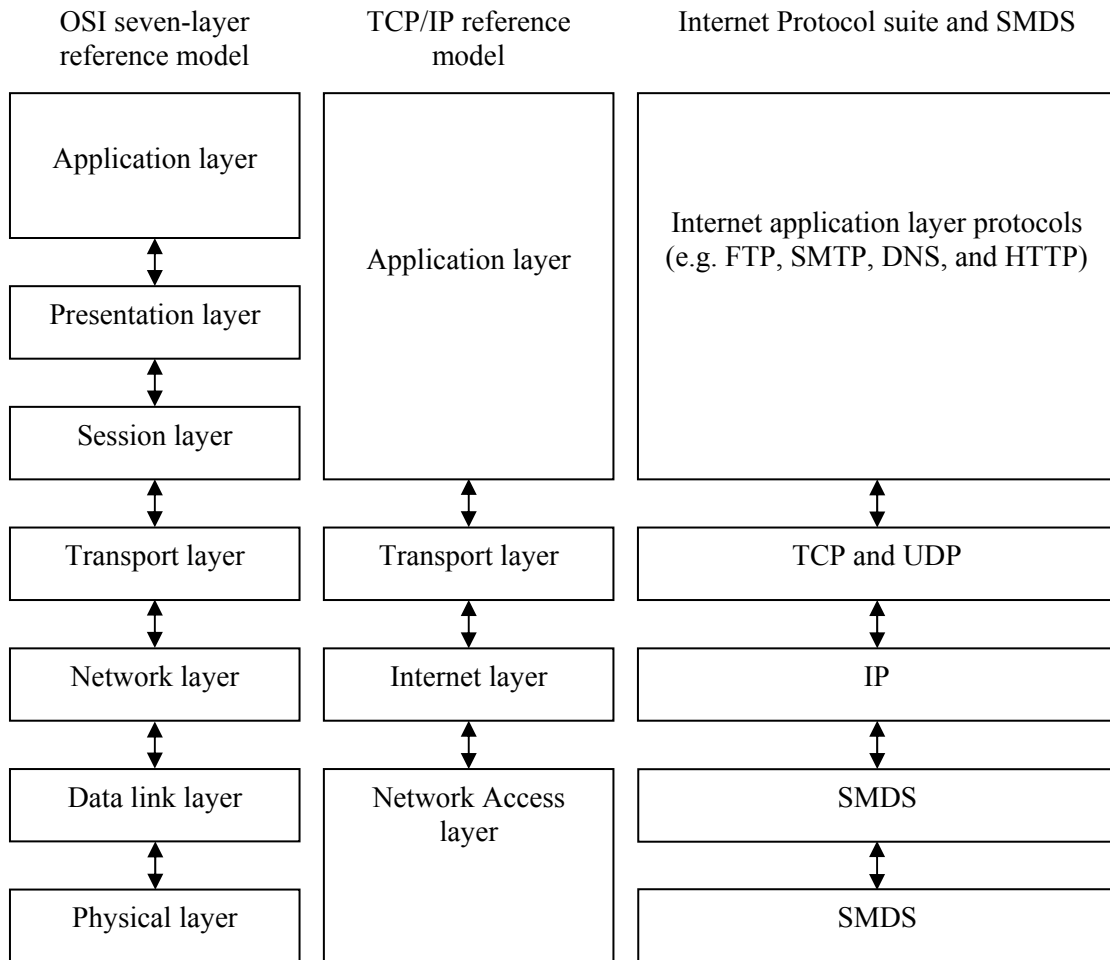 OSI seven-layer
reference model
TCP/IP reference
model
Internet Protocol suite and SMDS
Application layer
Presentation layer
Session layer
Transport layer
Network layer
Data link layer
Physical layer
Application layer
Transport layer
Internet layer
Network Access
layer
Internet application layer protocols
(e.g. FTP, SMTP, DNS, and HTTP)
TCP and UDP
IP
SMDS
SMDS